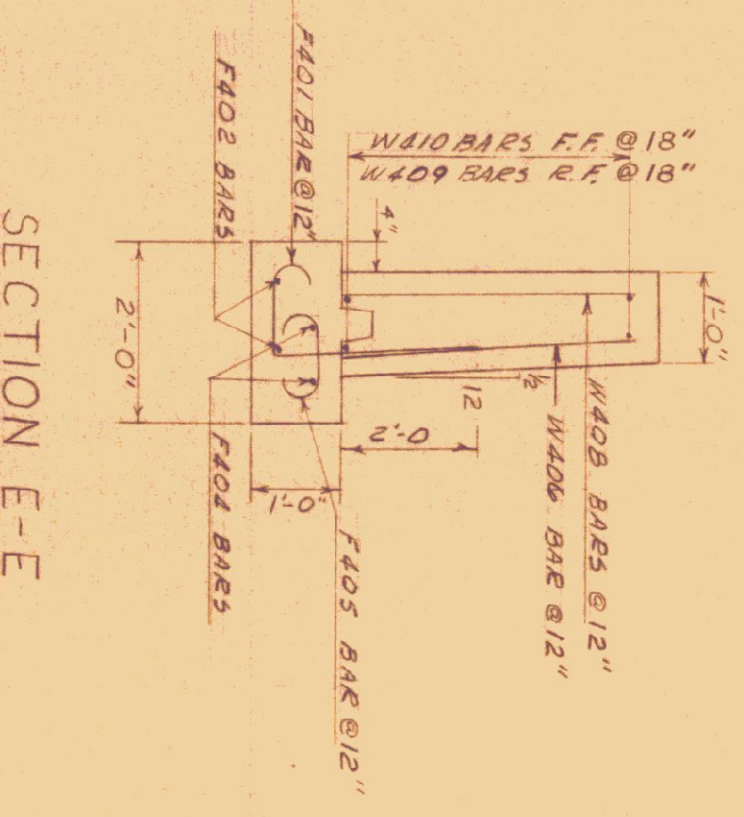 W410 BARS F.F. @ 18"
W409 BARS R.F. @ 18"
F401 BAR @ 12"
F402 BARS
4"
1'-0"
2'-0"
12
1/2
2'-0
1'-0"
W408 BARS @ 12"
W406 BAR @ 12"
F404 BARS
F405 BAR @ 12"
SECTION E-E